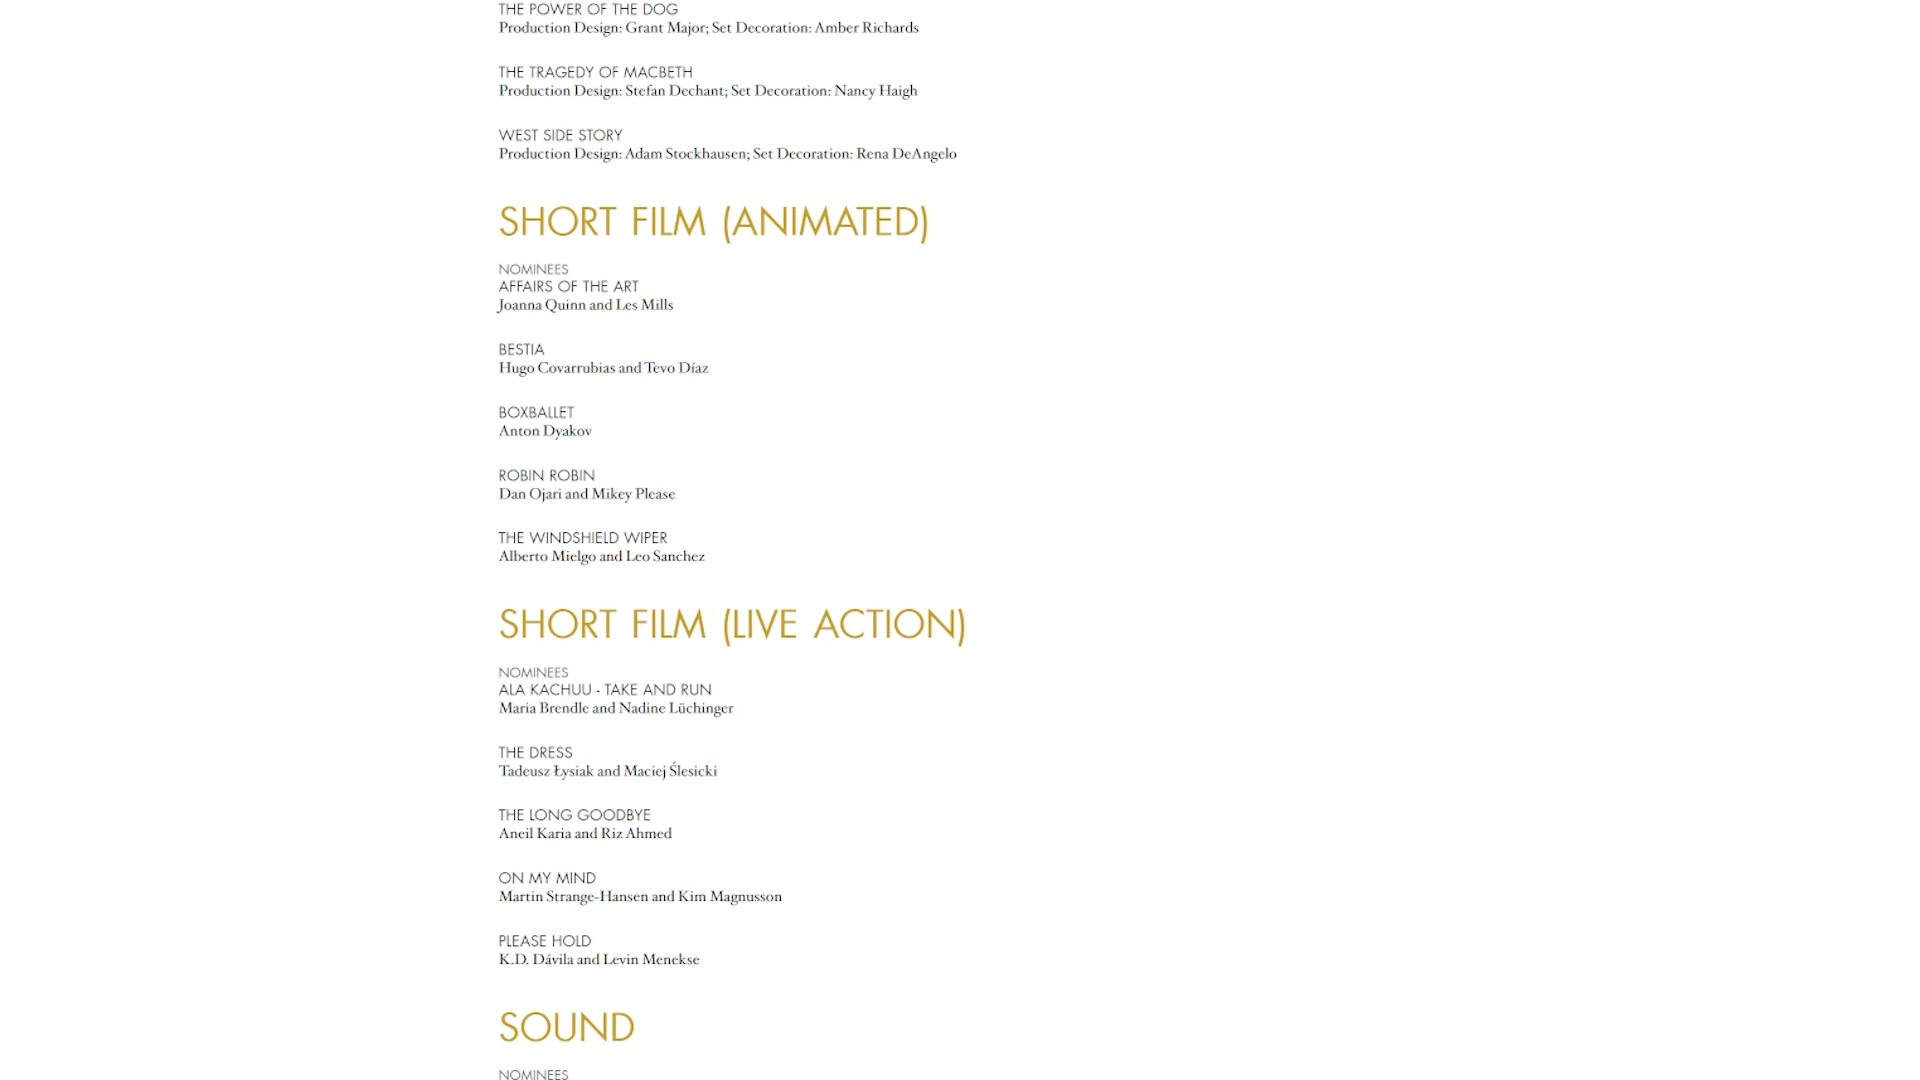 THE POWER OF THE DOG
Production Design: Grant Major; Set Decoration: Amber Richards
THE TRAGEDY OF MACBETH
Production Design: Stefan Dechant; Set Decoration: Nancy Haigh
WEST SIDE STORY
Production Design: Adam Stockhausen; Set Decoration: Rena DeAngelo
SHORT FILM (ANIMATED)
NOMINEES
AFFAIRS OF THE ART
Joanna Quinn and Les Mills
BESTIA
Hugo Covarrubias and Tevo Díaz
BOXBALLET
Anton Dyakov
ROBIN ROBIN
Dan Ojari and Mikey Please
THE WINDSHIELD WIPER
Alberto Mielgo and Leo Sanchez
SHORT FILM (LIVE ACTION)
NOMINEES
ALA KACHUU - TAKE AND RUN
Maria Brendle and Nadine Lüchinger
THE DRESS
Tadeusz Łysiak and Maciej Ślesicki
THE LONG GOODBYE
Aneil Karia and Riz Ahmed
ON MY MIND
Martin Strange-Hansen and Kim Magnusson
PLEASE HOLD
K.D. Dávila and Levin Menekse
SOUND
NOMINEES